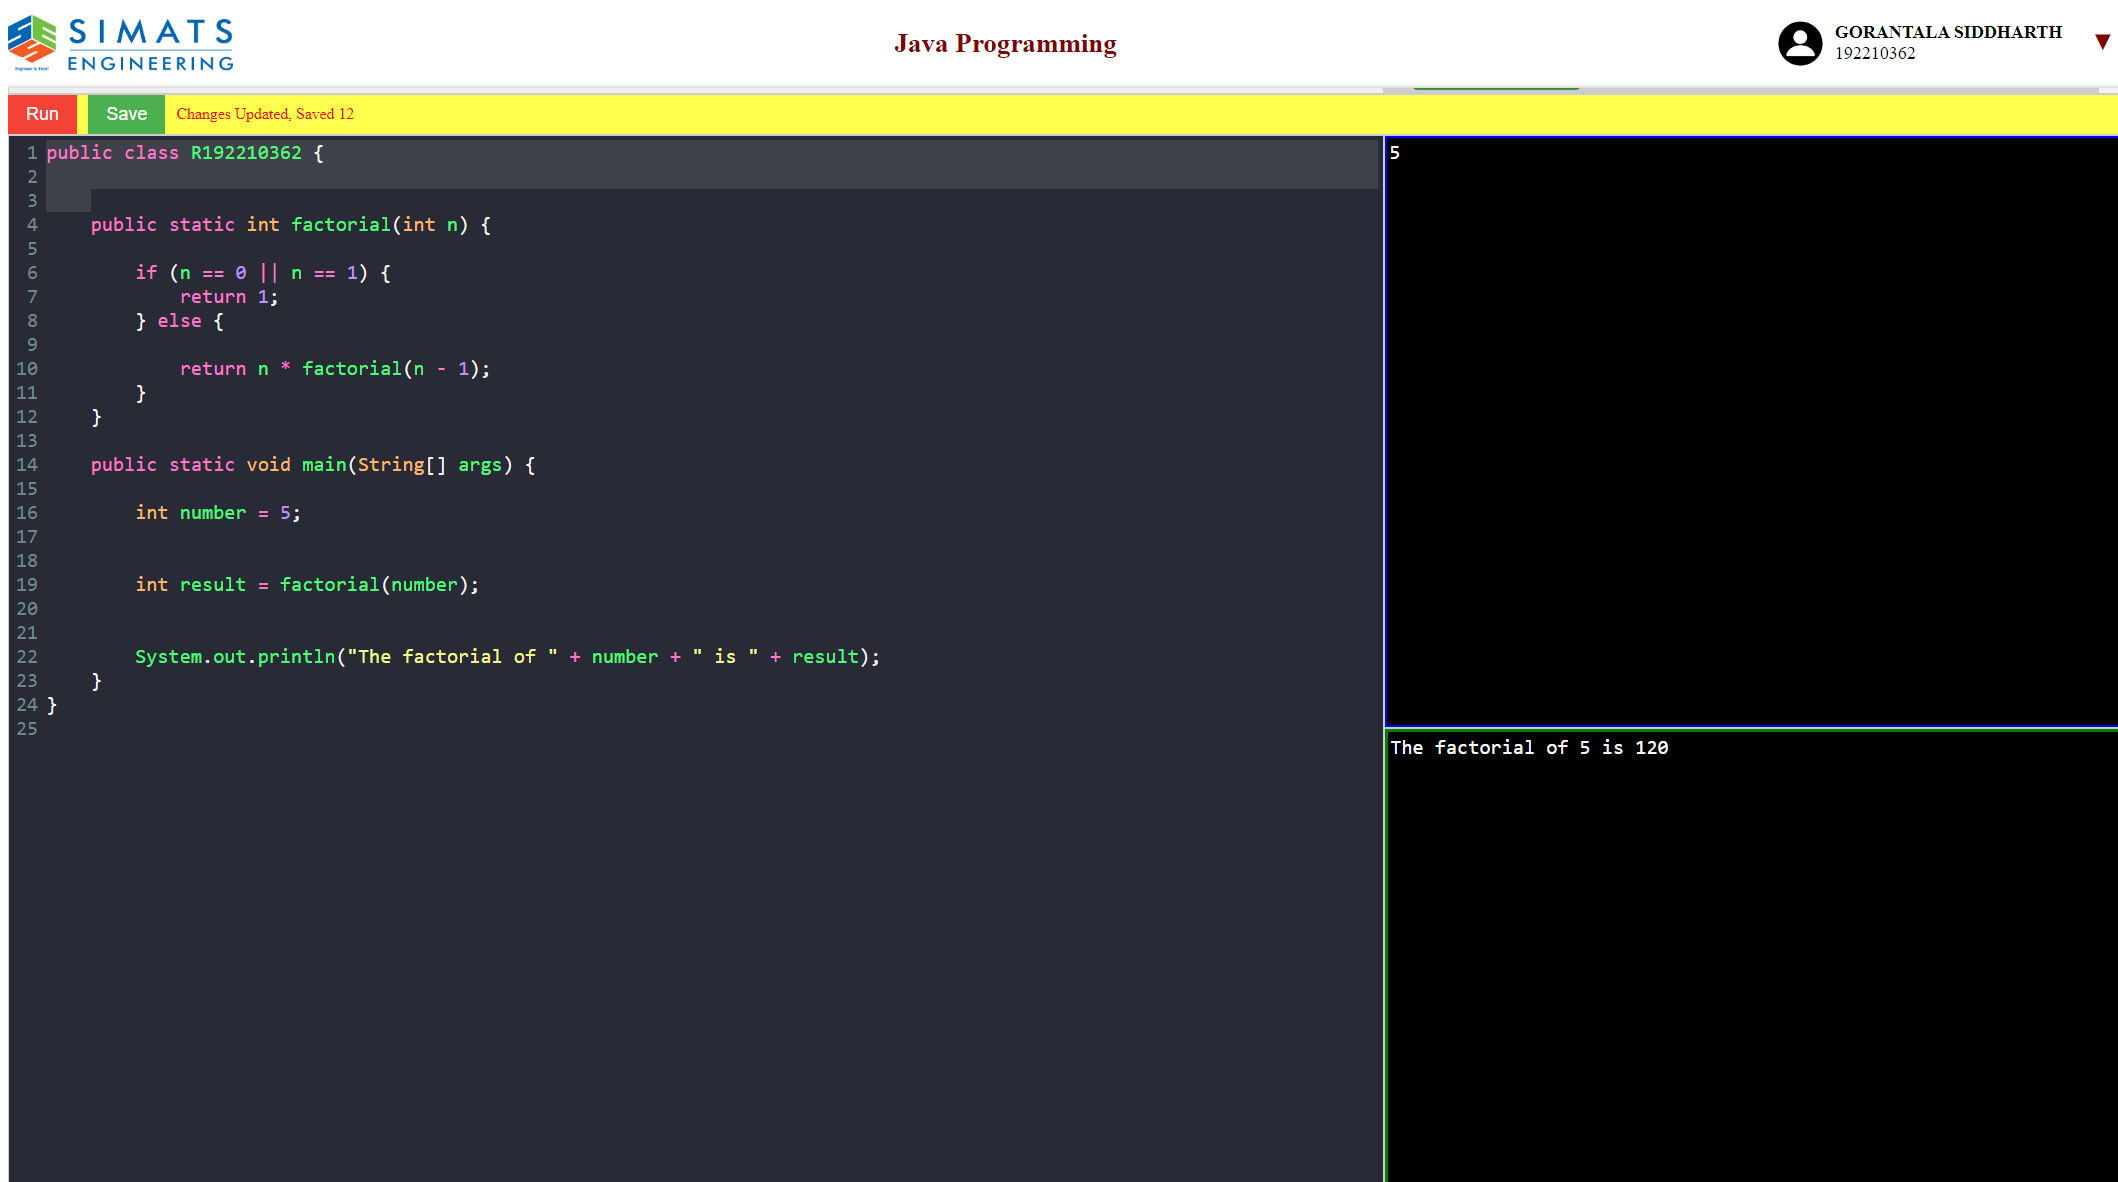 SIMATS
ENGINEERING
Engineer to Excel
Java Programming
GORANTALA SIDDHARTH
192210362
▼
Run
Save
Changes Updated, Saved 12
1 public class R192210362 {
2
3
4     public static int factorial(int n) {
5
6         if (n == 0 || n == 1) {
7             return 1;
8         } else {
9
10             return n * factorial(n - 1);
11         }
12     }
13
14     public static void main(String[] args) {
15
16         int number = 5;
17
18
19         int result = factorial(number);
20
21
22         System.out.println("The factorial of " + number + " is " + result);
23     }
24 }
25
5
The factorial of 5 is 120